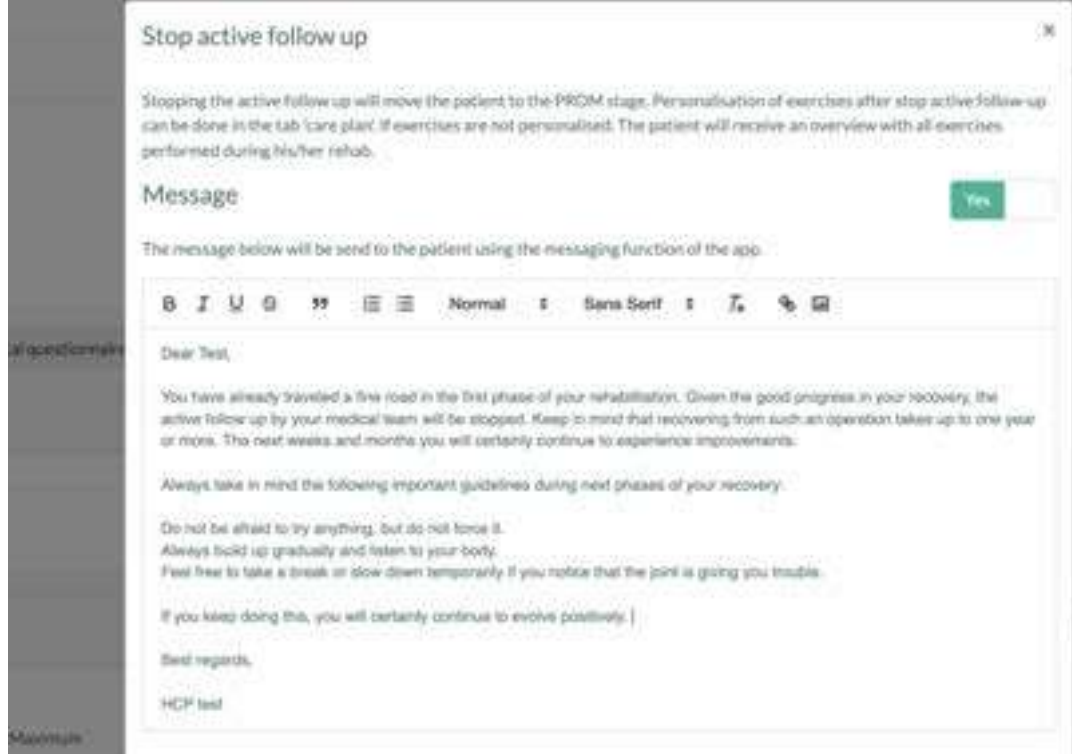 Stop active follow up
×
Stopping the active follow up will move the patient to the PROM stage. Personalisation of exercises after stop active follow-up
can be done in the tab 'care plan'. If exercises are not personalised. The patient will receive an overview with all exercises
performed during his/her rehab.
Message
Yes
The message below will be send to the patient using the messaging function of the app.
B I U S ” Normal Sans Serif
al questionnaire
Dear Test,
You have already traveled a fine road in the first phase of your rehabilitation. Given the good progress in your recovery, the
active follow up by your medical team will be stopped. Keep in mind that recovering from such an operation takes up to one year
or more. The next weeks and months you will certainly continue to experience improvements.
Always take in mind the following important guidelines during next phases of your recovery:
Do not be afraid to try anything, but do not force it.
Always build up gradually and listen to your body.
Feel free to take a break or slow down temporarily if you notice that the joint is giving you trouble.
If you keep doing this, you will certainly continue to evolve positively.
Best regards,
HCP test
Maximum